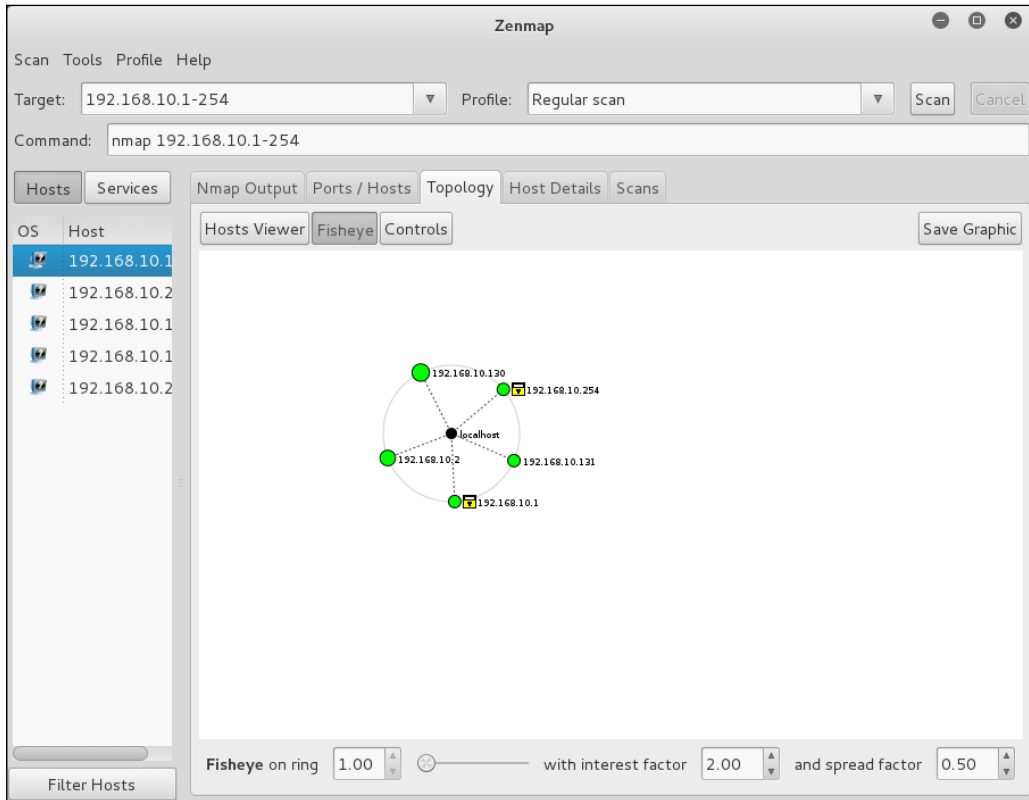 Zenmap
Scan Tools Profile Help
Target: 192.168.10.1-254 Profile: Regular scan Scan Cancel
Command: nmap 192.168.10.1-254
Hosts Services Nmap Output Ports / Hosts Topology Host Details Scans
Hosts Viewer Fisheye Controls Save Graphic
OS Host
192.168.10.1
192.168.10.2
192.168.10.1
192.168.10.1
192.168.10.2
192.168.10.130
192.168.10.254
localhost
192.168.10.2
192.168.10.131
192.168.10.1
Fisheye on ring 1.00 with interest factor 2.00 and spread factor 0.50
Filter Hosts